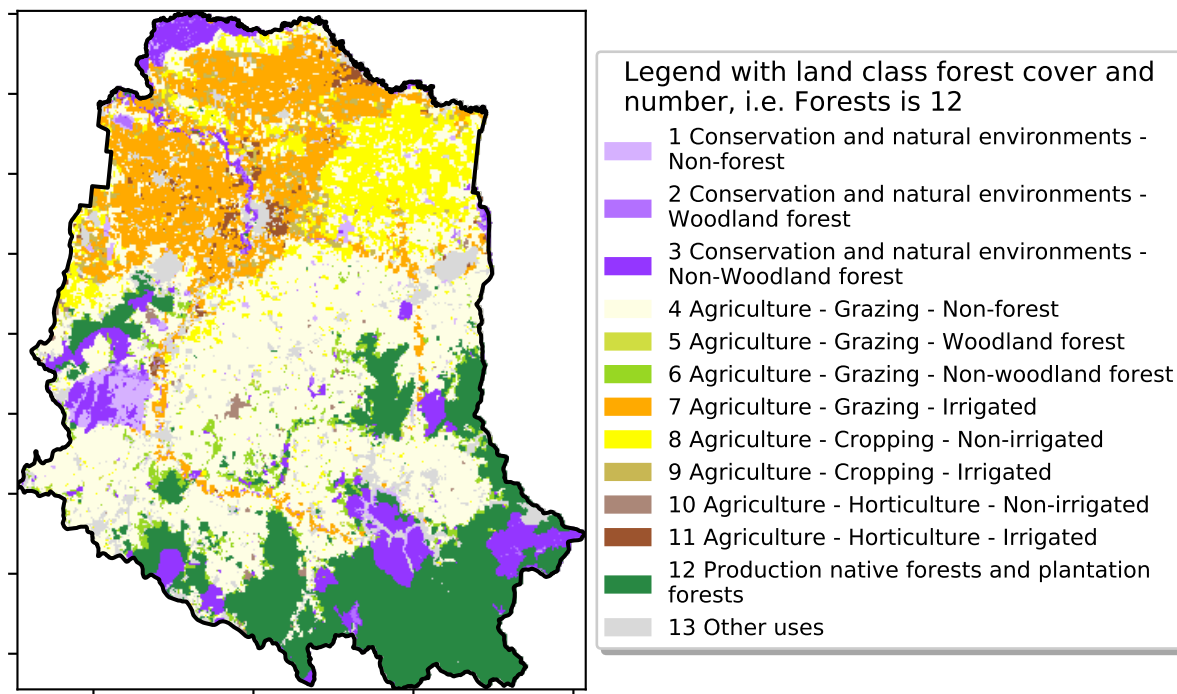 Legend with land class forest cover and
number, i.e. Forests is 12
1 Conservation and natural environments -
Non-forest
2 Conservation and natural environments -
Woodland forest
3 Conservation and natural environments -
Non-Woodland forest
4 Agriculture - Grazing - Non-forest
5 Agriculture - Grazing - Woodland forest
6 Agriculture - Grazing - Non-woodland forest
7 Agriculture - Grazing - Irrigated
8 Agriculture - Cropping - Non-irrigated
9 Agriculture - Cropping - Irrigated
10 Agriculture - Horticulture - Non-irrigated
11 Agriculture - Horticulture - Irrigated
12 Production native forests and plantation
forests
13 Other uses